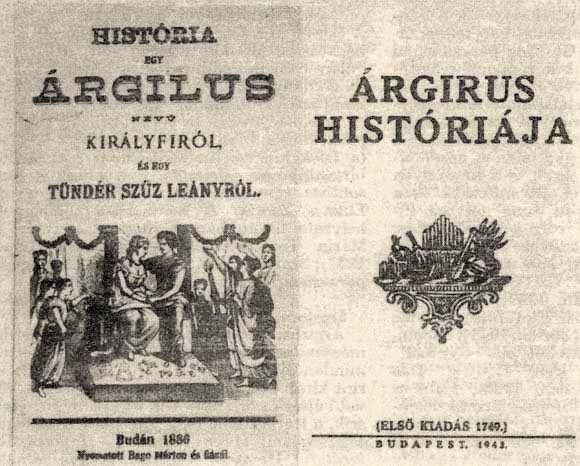 HISTÓRIA
EGY
ÁRGILUS
NEVŰ
KIRÁLYFIRÓL,
ÉS EGY
TÜNDÉR SZŰZ LEÁNYRÓL.
Budán 1886
Nyomatott Bagó Márton és fiánál.
ÁRGIRUS
HISTÓRIÁJA
(ELSŐ KIADÁS 1749.)
BUDAPEST, 1943.